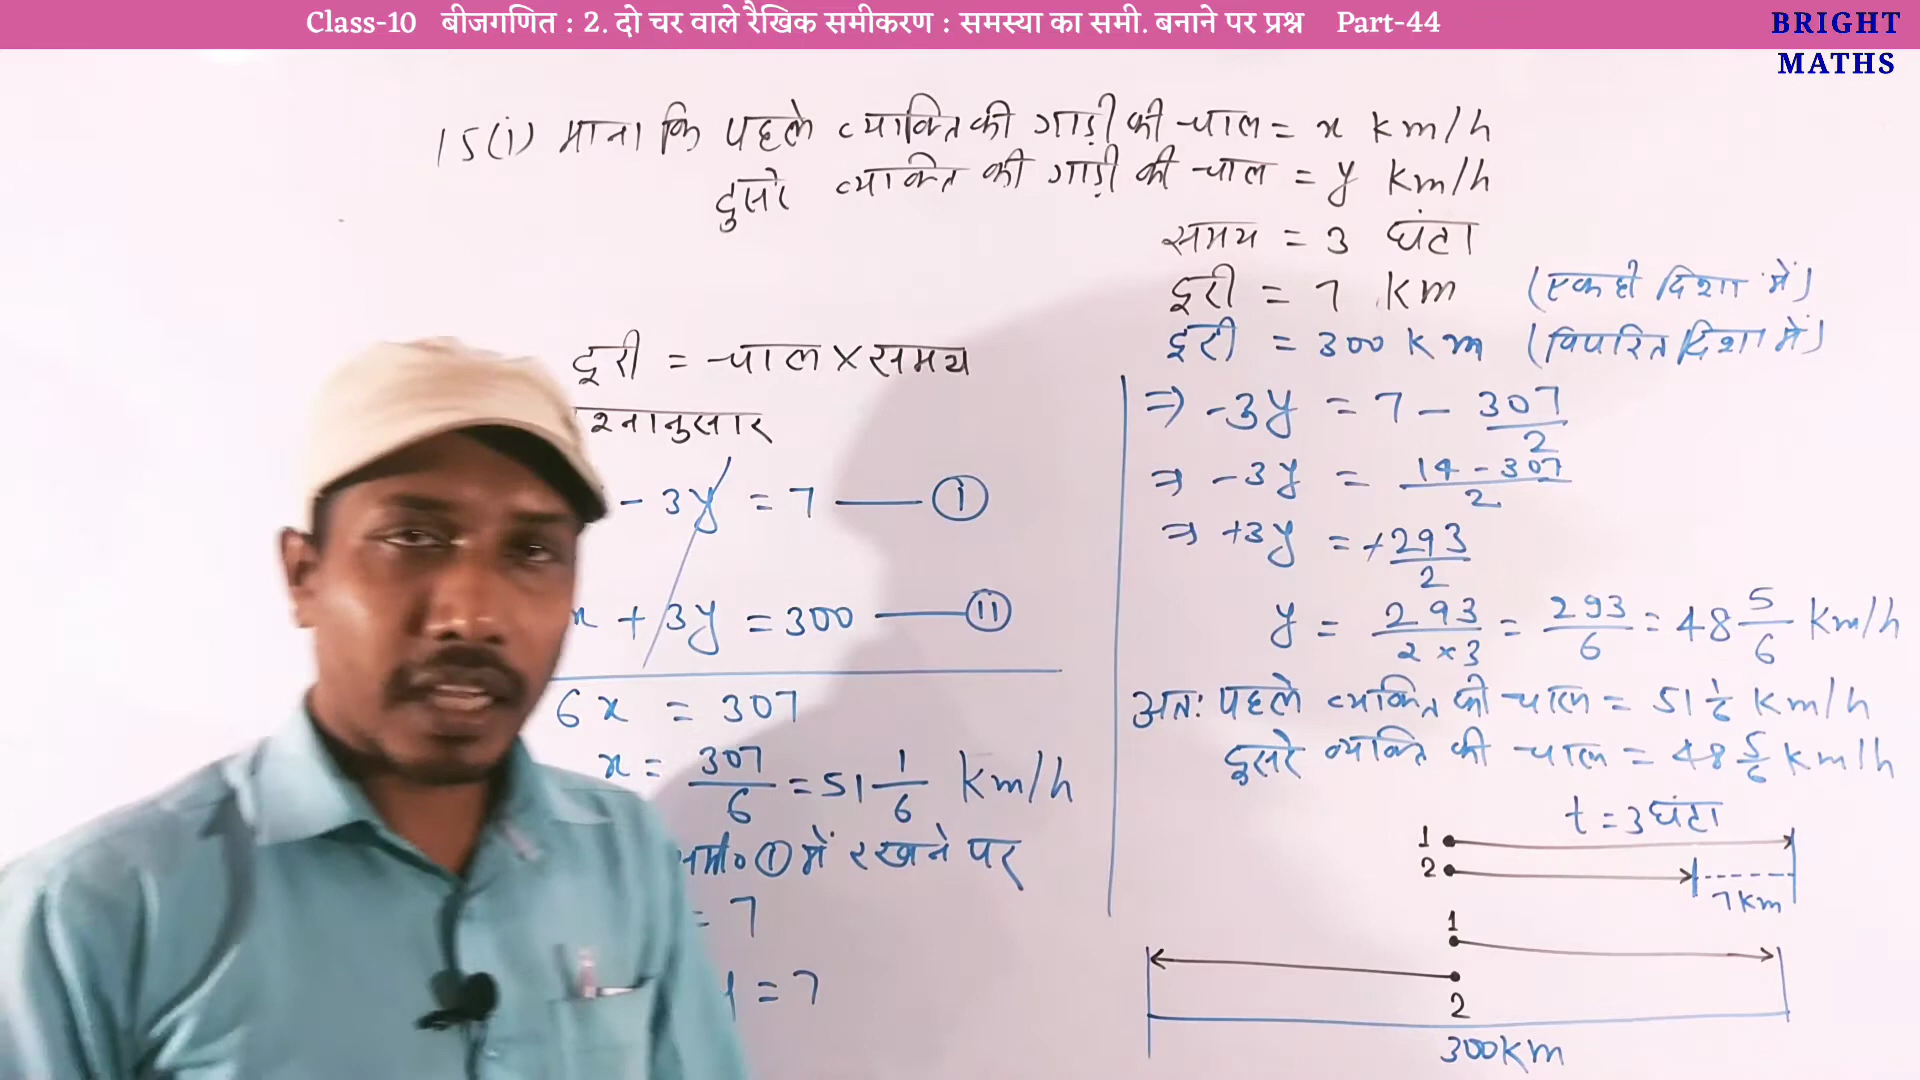 Class-10 बीजगणित : 2. दो चर वाले रैखिक समीकरण : समस्या का समी. बनाने पर प्रश्न Part-44
BRIGHT
MATHS
15(i) माना कि पहले व्यक्ति की गाड़ी की चाल = x km/h
दुसरे व्यक्ति की गाड़ी की चाल = y km/h
समय = 3 घंटा
दूरी = 7 km (एक ही दिशा में)
दूरी = 300 km (विपरित दिशा में)
दूरी = चाल × समय
श्नानुसार
- 3y = 7 — (I)
x + 3y = 300 — (II)
6x = 307
x = 307/6 = 51 1/6 km/h
समी० (I) में रखने पर
= 7
= 7
⇒ -3y = 7 - 307/2
⇒ -3y = 14 - 307/2
⇒ +3y = +293/2
y = 293/2×3 = 293/6 = 48 5/6 km/h
अतः पहले व्यक्ति की चाल = 51 1/6 km/h
दुसरे व्यक्ति की चाल = 48 5/6 km/h
t = 3 घंटा
1
2
7 km
1
2
300km